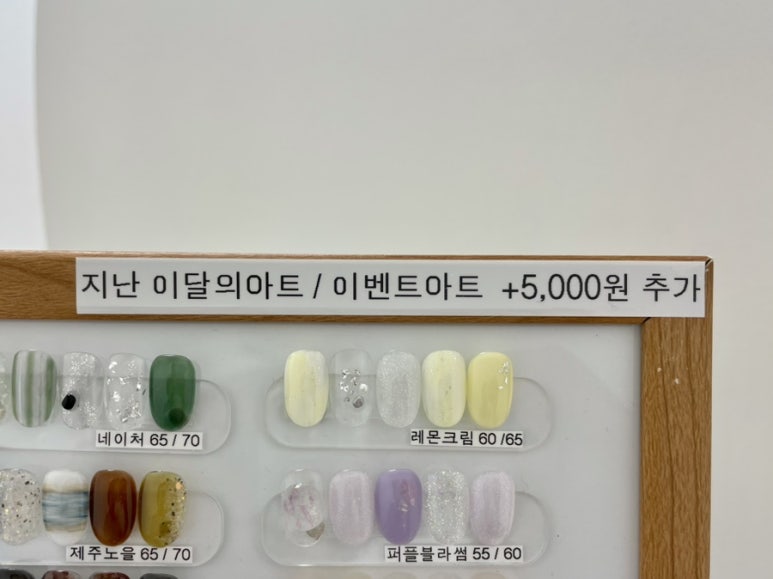 지난 이달의아트 / 이벤트아트 +5,000원 추가
네이처 65 / 70
레몬크림 60 /65
제주노을 65 / 70
퍼플블라썸 55 / 60